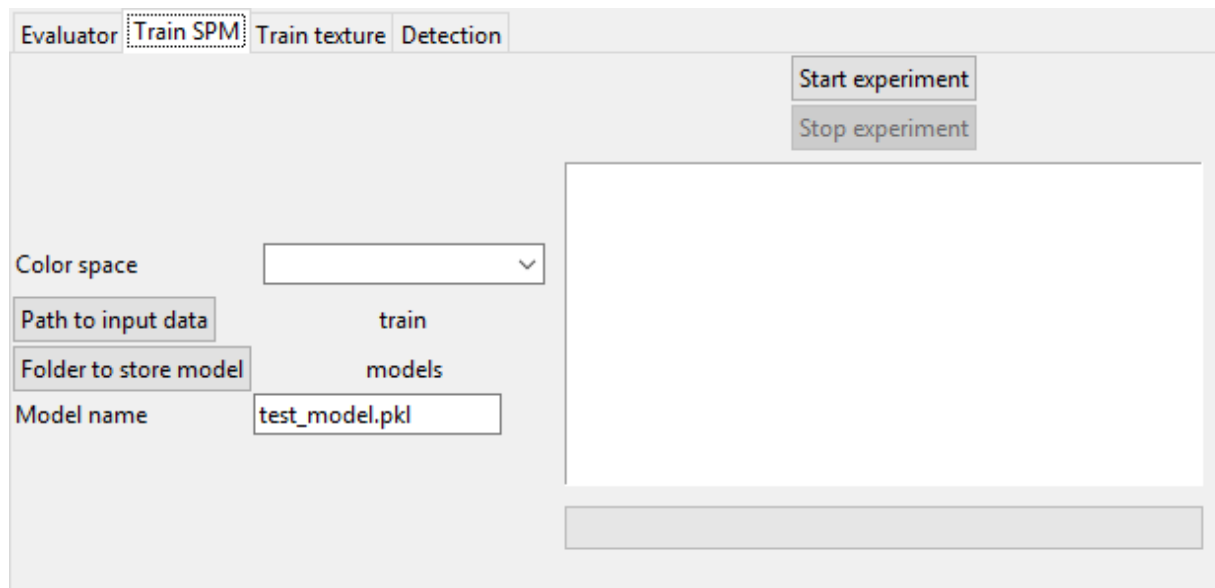 Evaluator Train SPM Train texture Detection
Start experiment
Stop experiment
Color space
Path to input data train
Folder to store model models
Model name test_model.pkl